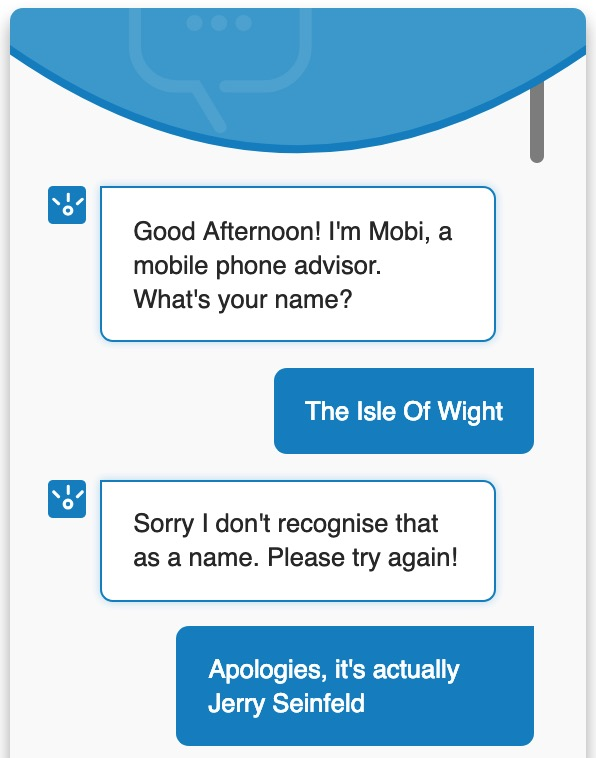 Good Afternoon! I'm Mobi, a
mobile phone advisor.
What's your name?
The Isle Of Wight
Sorry I don't recognise that
as a name. Please try again!
Apologies, it's actually
Jerry Seinfeld